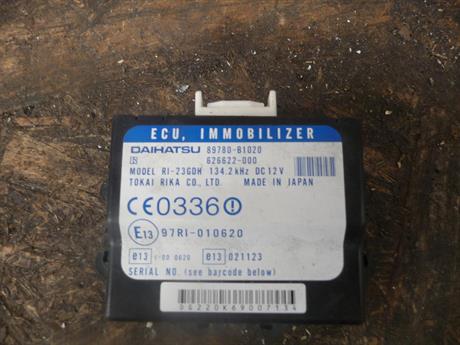 ECU, IMMOBILIZER
DAIHATSU 89780-B1020
626622-000
MODEL RI-23GDH 134.2kHz DC12V
TOKAI RIKA CO., LTD. MADE IN JAPAN
CE0336
E13 97RI-010620
e13 e13 021123
SERIAL NO. (see barcode below)